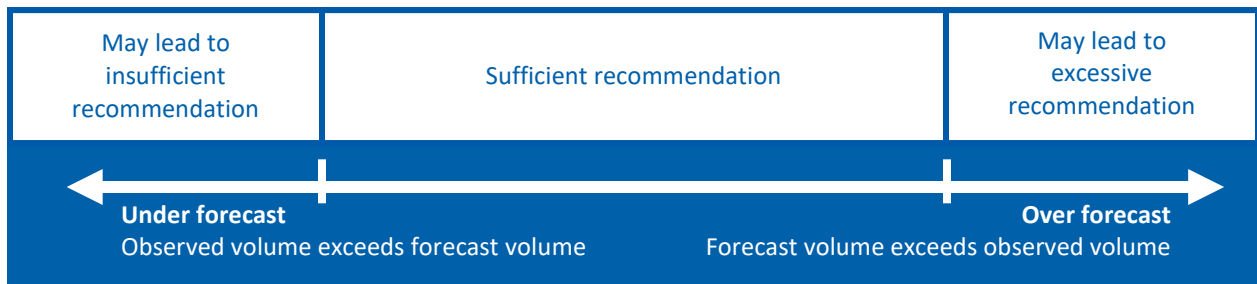 May lead to
insufficient
recommendation
Sufficient recommendation
May lead to
excessive
recommendation
Under forecast
Observed volume exceeds forecast volume
Over forecast
Forecast volume exceeds observed volume